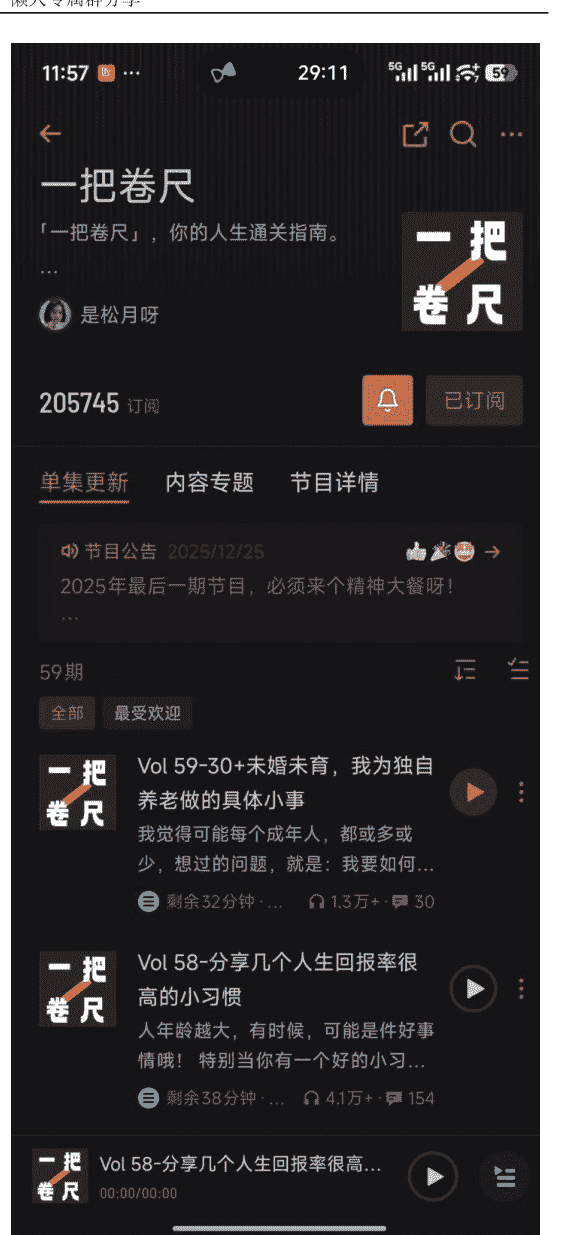 懒人专属群分享
11:57 ···
29:11
5G 5G 59
一把卷尺
「一把卷尺」，你的人生通关指南。
...
一把
卷尺
是松月呀
205745 订阅
已订阅
单集更新 内容专题 节目详情
节目公告 2025/12/25
2025年最后一期节目，必须来个精神大餐呀！
...
59期
全部 最受欢迎
一把
卷尺
Vol 59-30+未婚未育，我为独自
养老做的具体小事
我觉得可能每个成年人，都或多或
少，想过的问题，就是：我要如何...
剩余32分钟 · ... 1.3万+ · 30
一把
卷尺
Vol 58-分享几个人生回报率很
高的小习惯
人年龄越大，有时候，可能是件好事
情哦！ 特别当你有一个好的小习...
剩余38分钟 · ... 4.1万+ · 154
一把
卷尺
Vol 58-分享几个人生回报率很高...
00:00/00:00